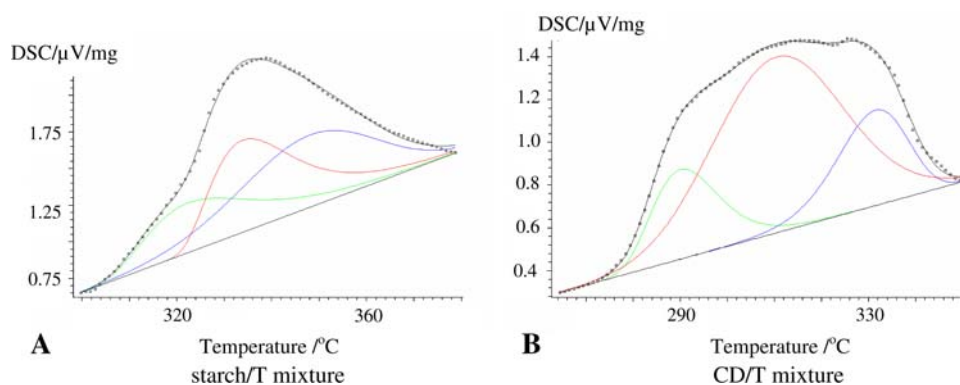 DSC/µV/mg
1.75
1.25
0.75
320
360
A
Temperature /°C
starch/T mixture
DSC/µV/mg
1.4
1.2
1.0
0.8
0.6
0.4
290
330
B
Temperature /°C
CD/T mixture